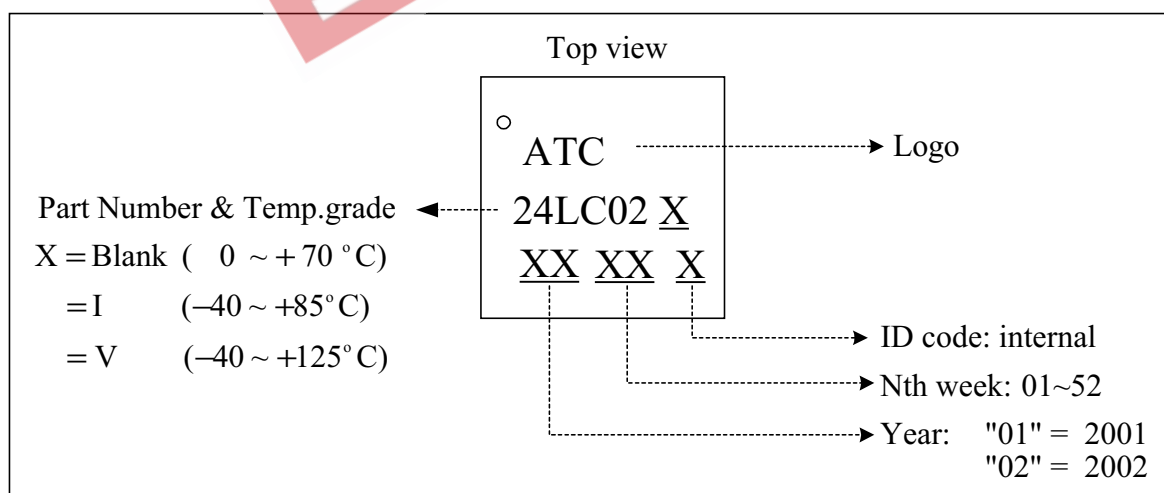 Top view
ATC
Logo
Part Number & Temp.grade
24LC02 X
X = Blank ( 0 ~ + 70 °C)
XX XX X
= I (−40 ~ +85°C)
= V (−40 ~ +125°C)
ID code: internal
Nth week: 01~52
Year: "01" = 2001
"02" = 2002